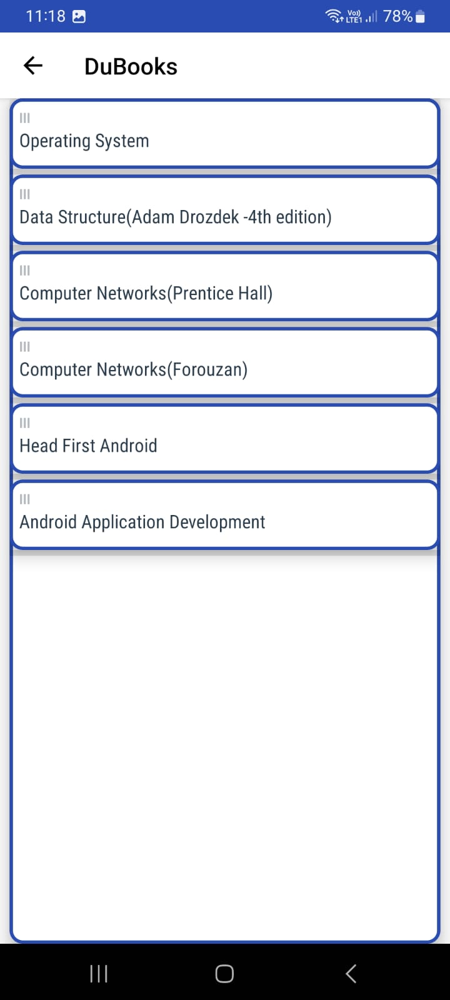 11:18
Vo)) LTE1 78%
DuBooks
Operating System
Data Structure(Adam Drozdek -4th edition)
Computer Networks(Prentice Hall)
Computer Networks(Forouzan)
Head First Android
Android Application Development